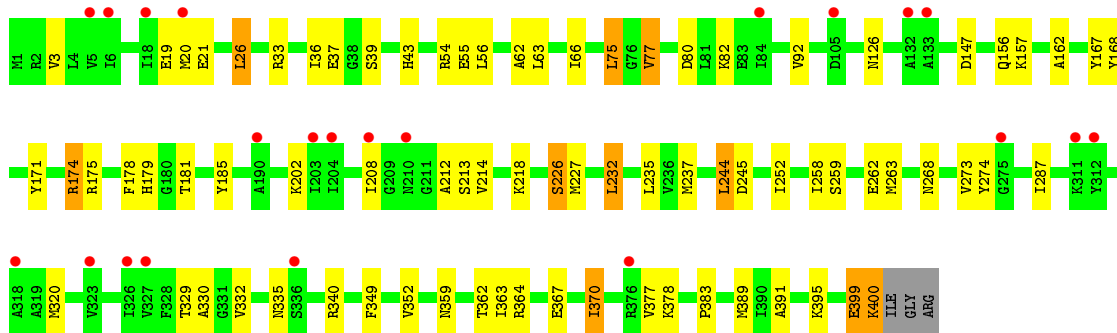 M1 R2 V3 L4 V5 I6 I18 E19 M20 E21 L26 R33 I36 E37 G38 S39 H43 R54 E55 L56 A62 L63 I66 L75 G76 V77 D80 L81 K82 E83 I84 V92 D105 N126 A132 A133 D147 Q156 K157 A162 Y167 Y168
Y171 R174 R175 F178 H179 G180 T181 Y185 A190 K202 I203 I204 I208 G209 N210 G211 A212 S213 V214 K218 S226 M227 L232 L235 V236 M237 L244 D245 I252 I258 S259 E262 M263 N268 V273 Y274 G275 I287 K311 Y312
A318 A319 M320 V323 I326 V327 F328 T329 A330 G331 V332 N335 S336 R340 F349 V352 N359 T362 I363 R364 E367 I370 R376 V377 K378 P383 M389 I390 A391 K395 E399 K400 ILE GLY ARG